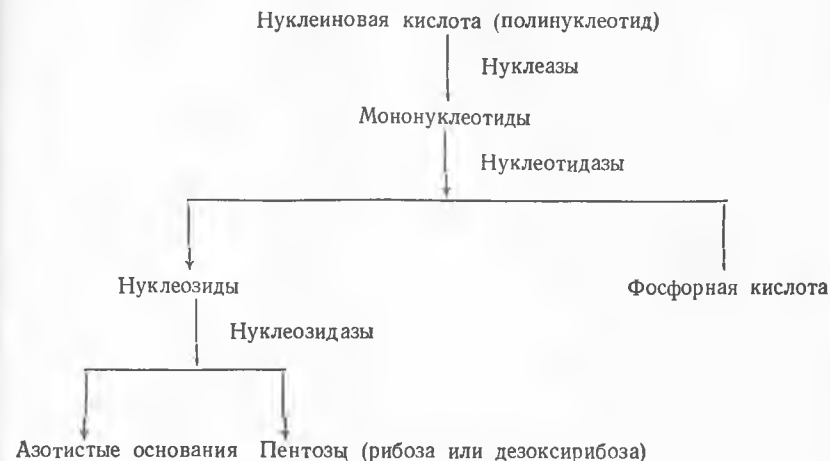 Нуклеиновая кислота (полинуклеотид)
Нуклеазы
Мононуклеотиды
Нуклеотидазы
Нуклеозиды
Фосфорная кислота
Нуклеозидазы
Азотистые основания Пентозы (рибоза или дезоксирибоза)